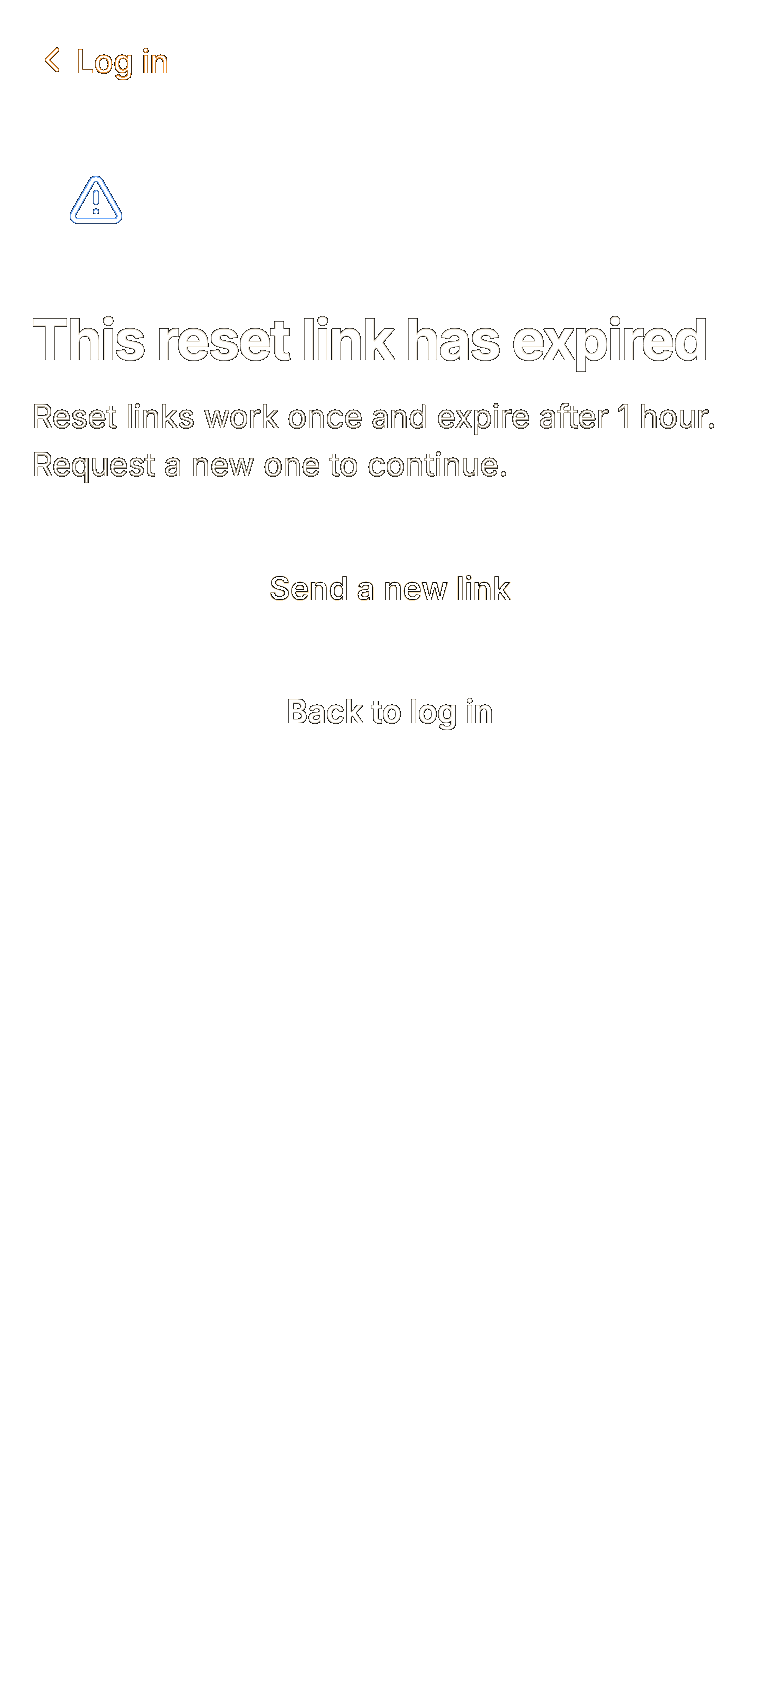 Log in
This reset link has expired
Reset links work once and expire after 1 hour.
Request a new one to continue.
Send a new link
Back to log in